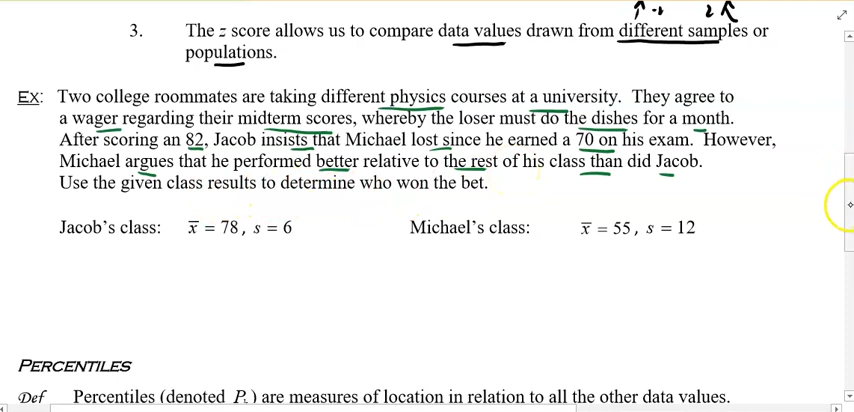 3. The z score allows us to compare data values drawn from different samples or
populations.
Ex: Two college roommates are taking different physics courses at a university. They agree to
a wager regarding their midterm scores, whereby the loser must do the dishes for a month.
After scoring an 82, Jacob insists that Michael lost since he earned a 70 on his exam. However,
Michael argues that he performed better relative to the rest of his class than did Jacob.
Use the given class results to determine who won the bet.
Jacob's class: x̄ = 78, s = 6 Michael's class: x̄ = 55, s = 12
PERCENTILES
Def Percentiles (denoted P) are measures of location in relation to all the other data values.